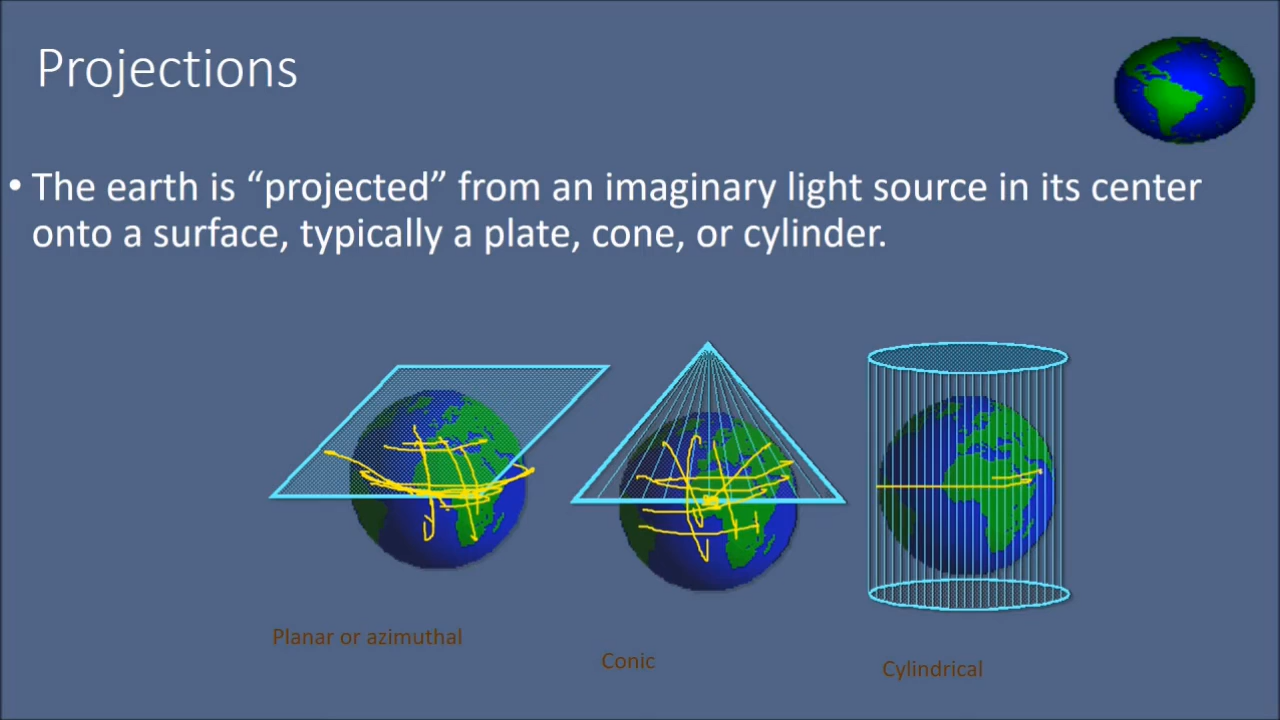 Projections
• The earth is “projected” from an imaginary light source in its center
onto a surface, typically a plate, cone, or cylinder.
Planar or azimuthal
Conic
Cylindrical